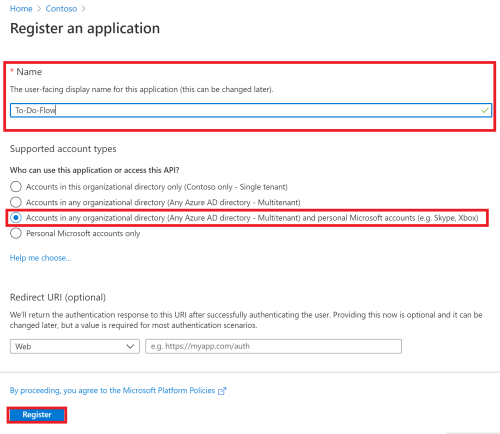 Home > Contoso >
Register an application
* Name
The user-facing display name for this application (this can be changed later).
To-Do-Flow
Supported account types
Who can use this application or access this API?
Accounts in this organizational directory only (Contoso only - Single tenant)
Accounts in any organizational directory (Any Azure AD directory - Multitenant)
Accounts in any organizational directory (Any Azure AD directory - Multitenant) and personal Microsoft accounts (e.g. Skype, Xbox)
Personal Microsoft accounts only
Help me choose...
Redirect URI (optional)
We'll return the authentication response to this URI after successfully authenticating the user. Providing this now is optional and it can be
changed later, but a value is required for most authentication scenarios.
Web e.g. https://myapp.com/auth
By proceeding, you agree to the Microsoft Platform Policies
Register